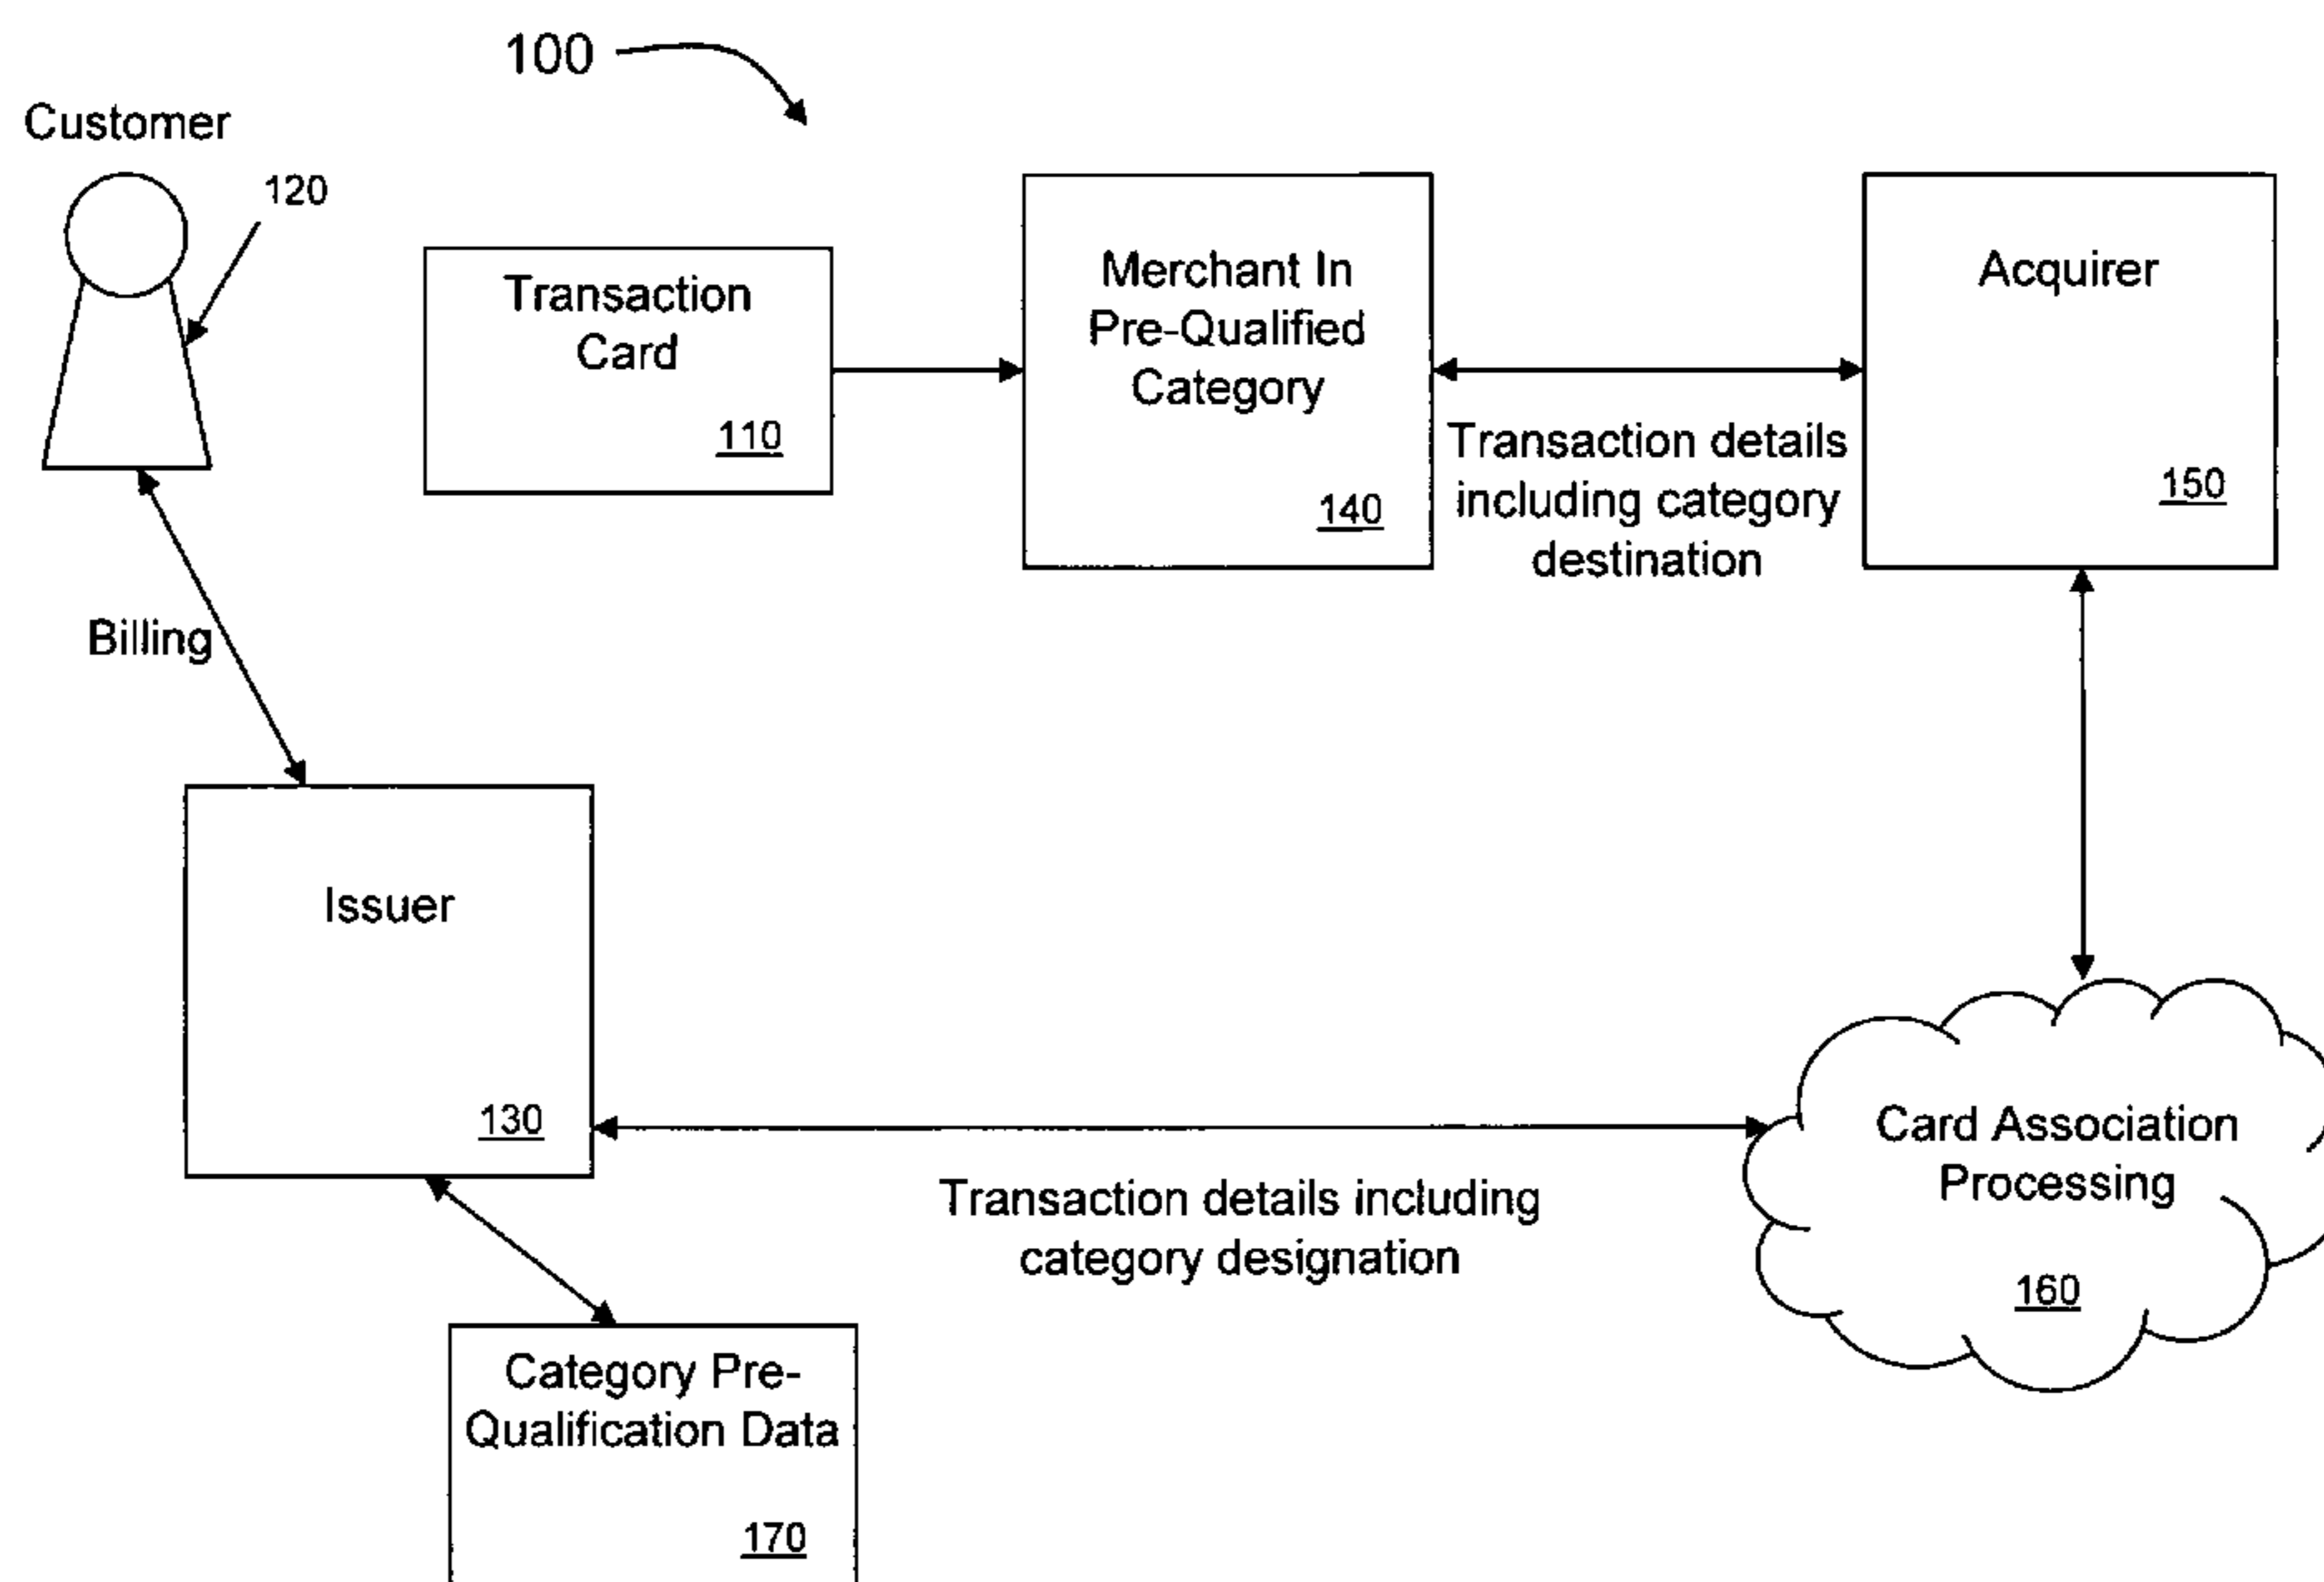 100
Customer
120
Transaction
Card
110
Merchant In
Pre-Qualified
Category
140
Acquirer
150
Transaction details
including category
destination
Billing
Issuer
130
Transaction details including
category designation
Card Association
Processing
160
Category Pre-
Qualification Data
170